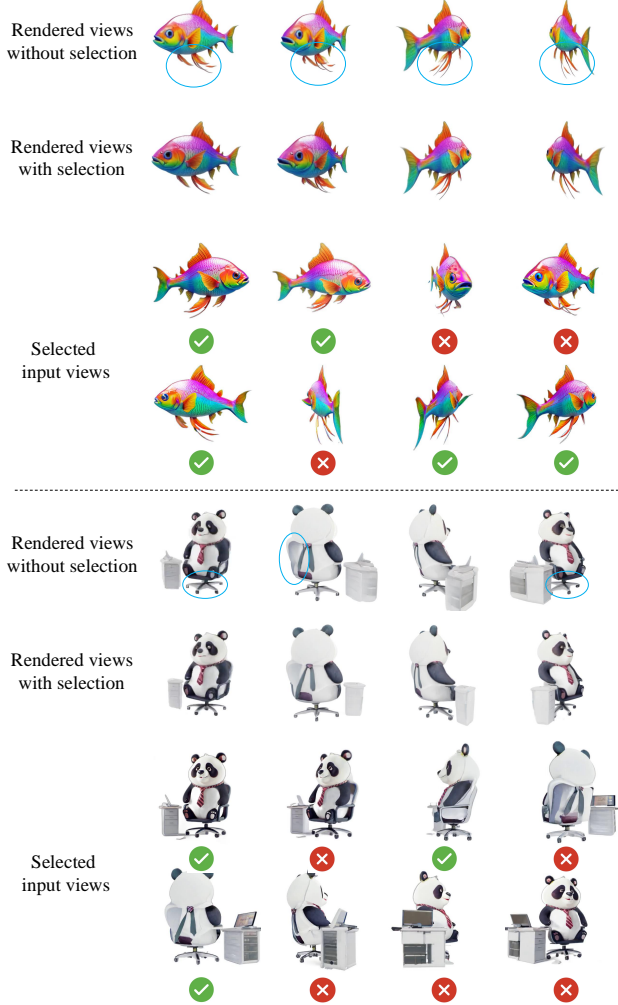 Rendered views
without selection
Rendered views
with selection
Selected
input views
Rendered views
without selection
Rendered views
with selection
Selected
input views